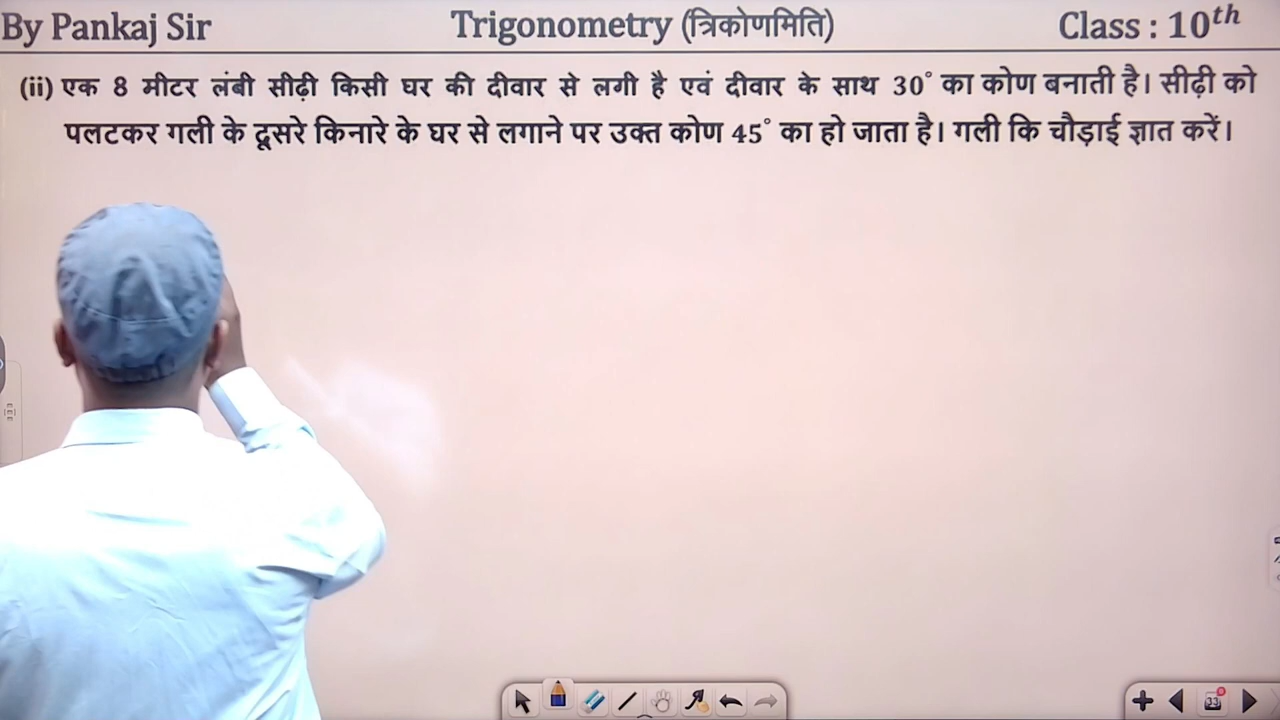 By Pankaj Sir Trigonometry (त्रिकोणमिति) Class : 10th
(ii) एक 8 मीटर लंबी सीढ़ी किसी घर की दीवार से लगी है एवं दीवार के साथ 30° का कोण बनाती है। सीढ़ी को
पलटकर गली के दूसरे किनारे के घर से लगाने पर उक्त कोण 45° का हो जाता है। गली कि चौड़ाई ज्ञात करें।
33